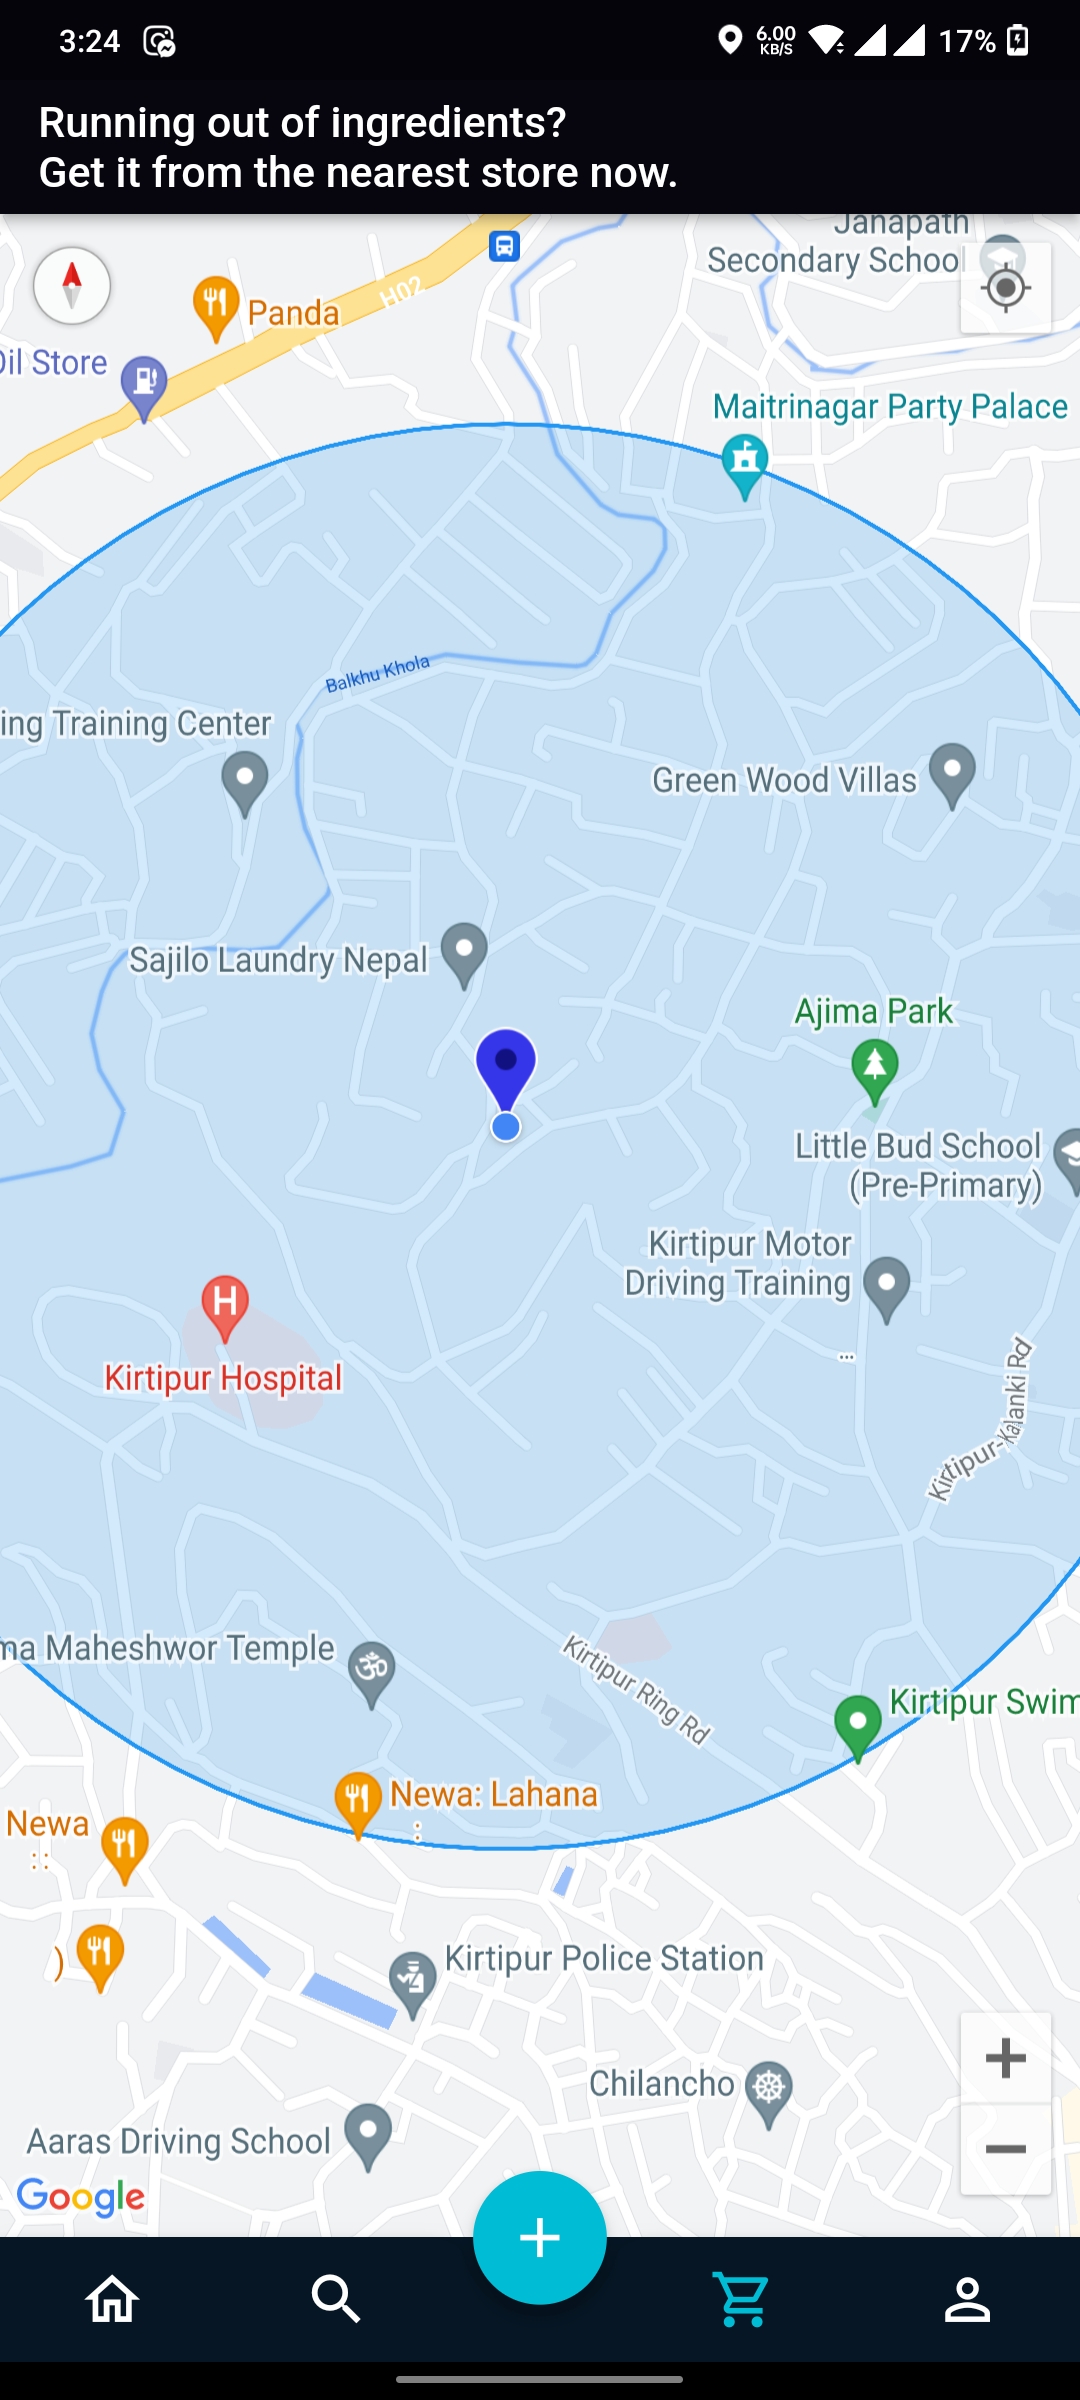 3:24
6.00
KB/S
17%
Running out of ingredients?
Get it from the nearest store now.
Janapath
Secondary School
H02
Panda
Oil Store
Maitrinagar Party Palace
Balkhu Khola
ing Training Center
Green Wood Villas
Sajilo Laundry Nepal
Ajima Park
Little Bud School
(Pre-Primary)
Kirtipur Motor
Driving Training
...
H
Kirtipur Hospital
Kirtipur-Kalanki Rd
ma Maheshwor Temple
ॐ
Kirtipur Ring Rd
Kirtipur Swim
Newa: Lahana
:
Newa
::
)
Kirtipur Police Station
Chilancho
Aaras Driving School
Google